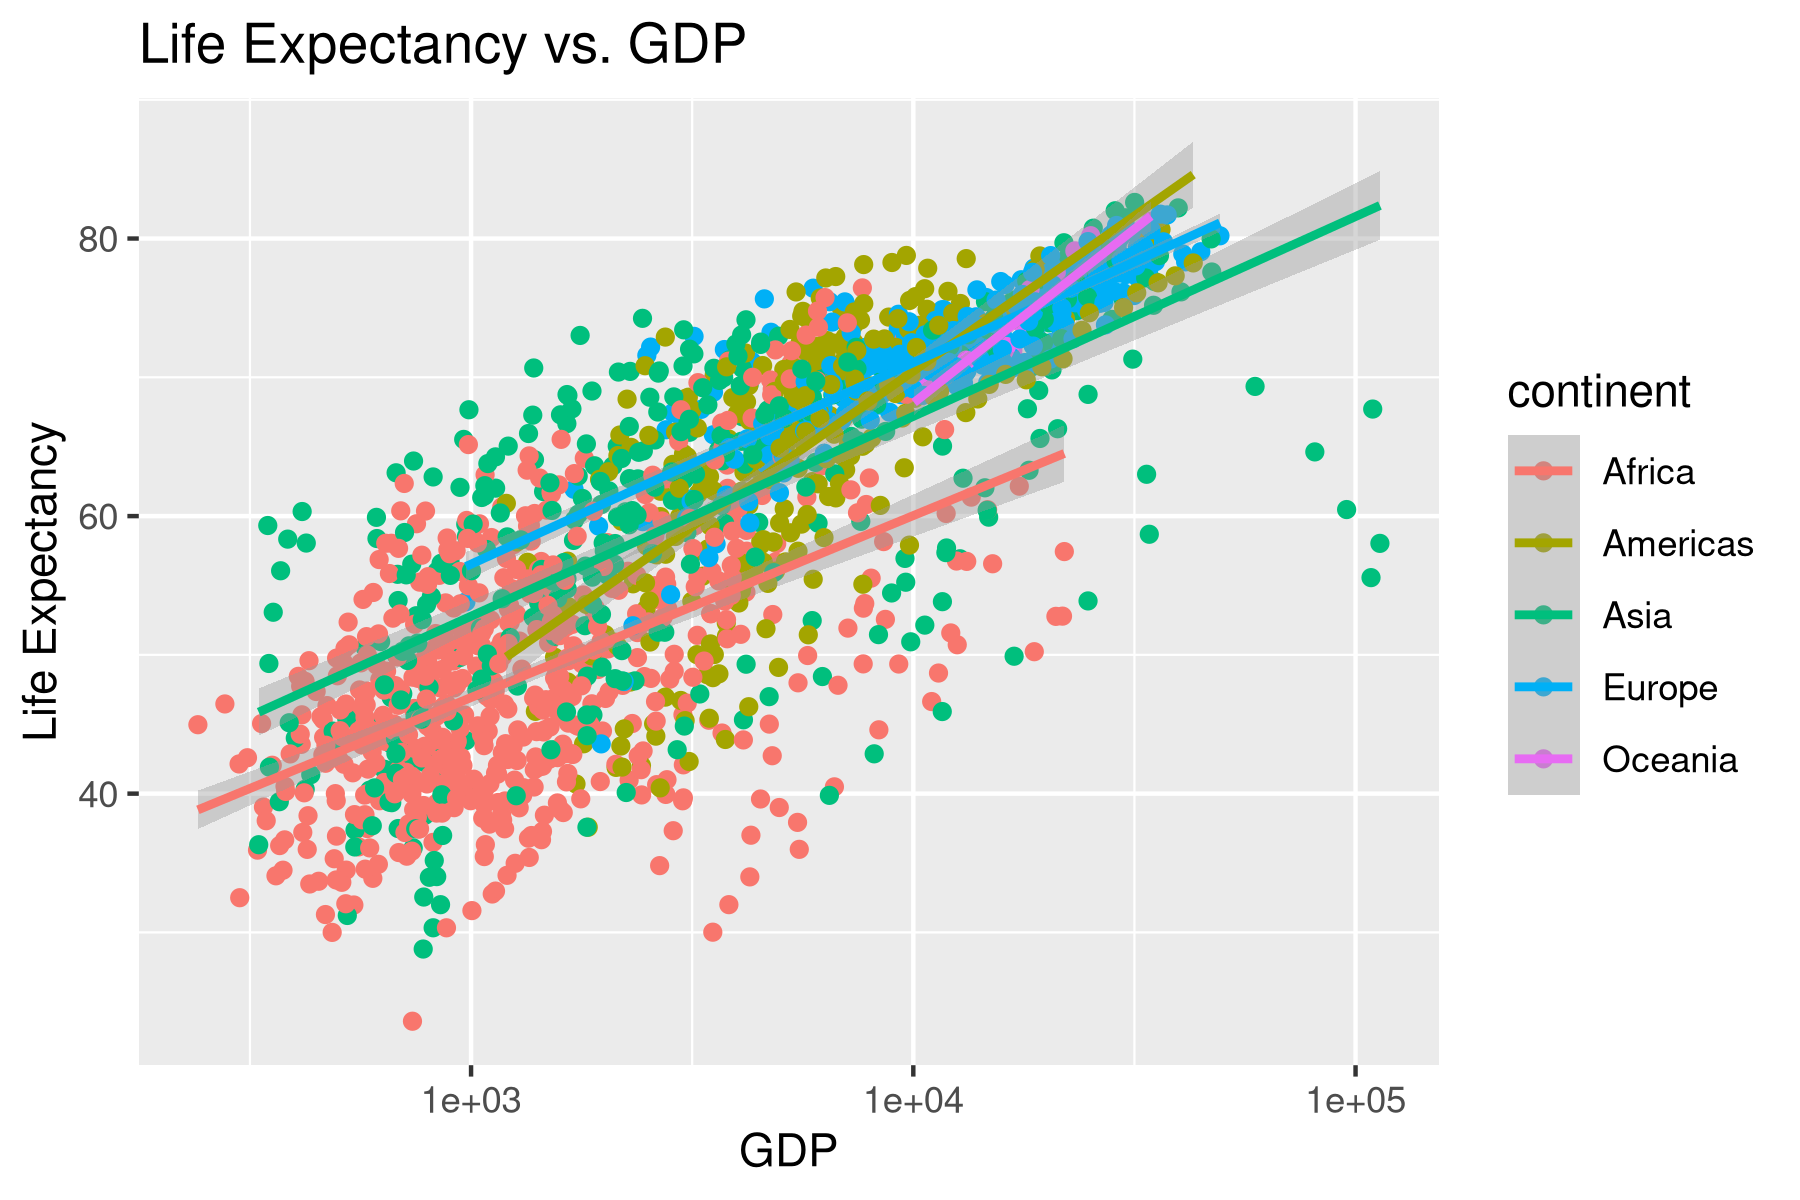 Life Expectancy vs. GDP
Life Expectancy
80
60
40
1e+03 1e+04 1e+05
GDP
continent
Africa
Americas
Asia
Europe
Oceania